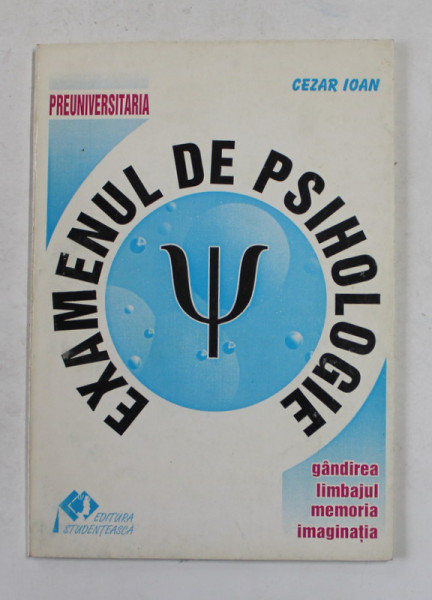 CEZAR IOAN
PREUNIVERSITARIA
EXAMENUL DE PSIHOLOGIE
Ψ
gândirea
limbajul
memoria
imaginația
EDITURA
STUDENȚEASCĂ